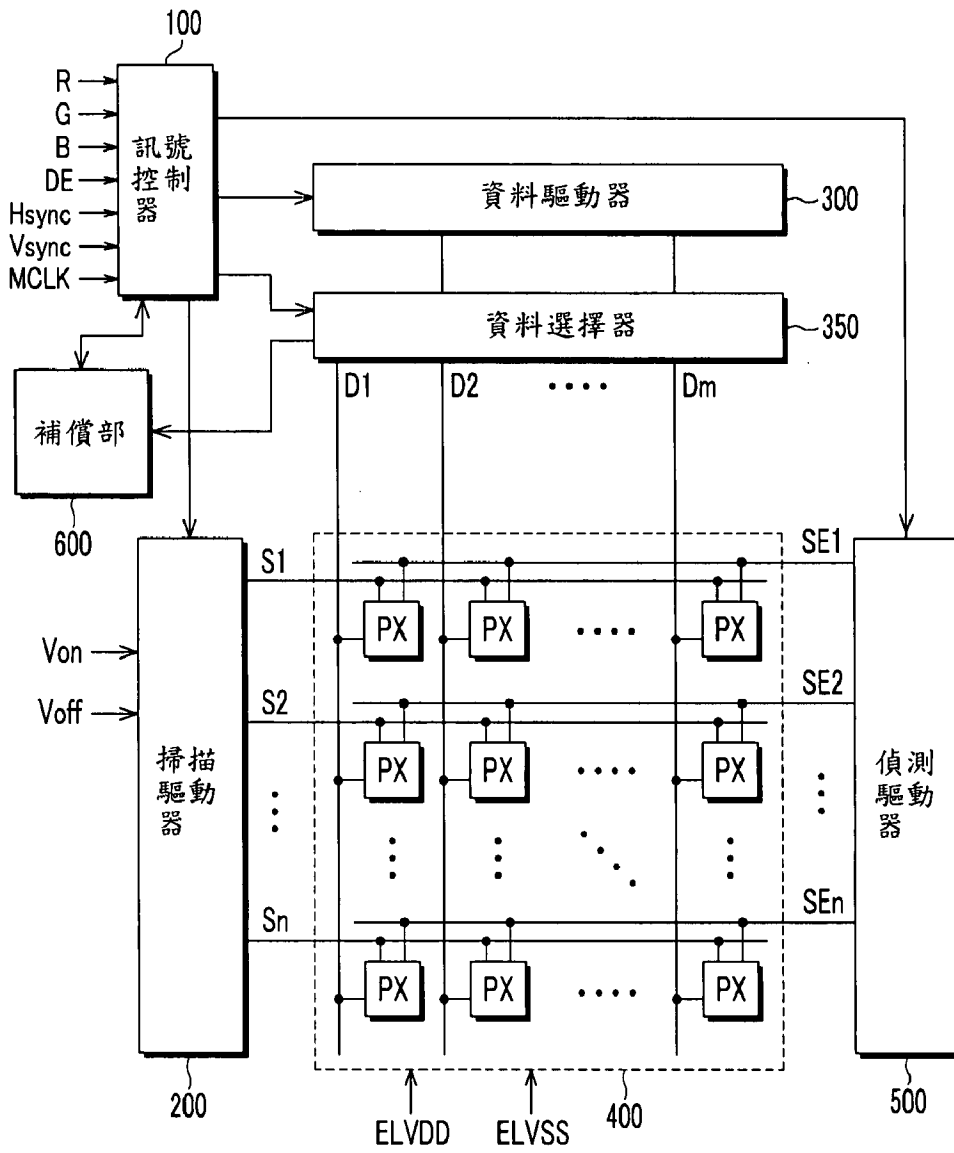 100
R
G
B
DE
Hsync
Vsync
MCLK
訊號
控制
器
資料驅動器
300
資料選擇器
350
D1
D2
....
Dm
補償部
600
S1
SE1
PX
PX
....
PX
Von
Voff
S2
SE2
PX
PX
....
PX
掃描
驅動
器
偵測
驅動
器
Sn
SEn
PX
PX
....
PX
200
400
500
ELVDD
ELVSS